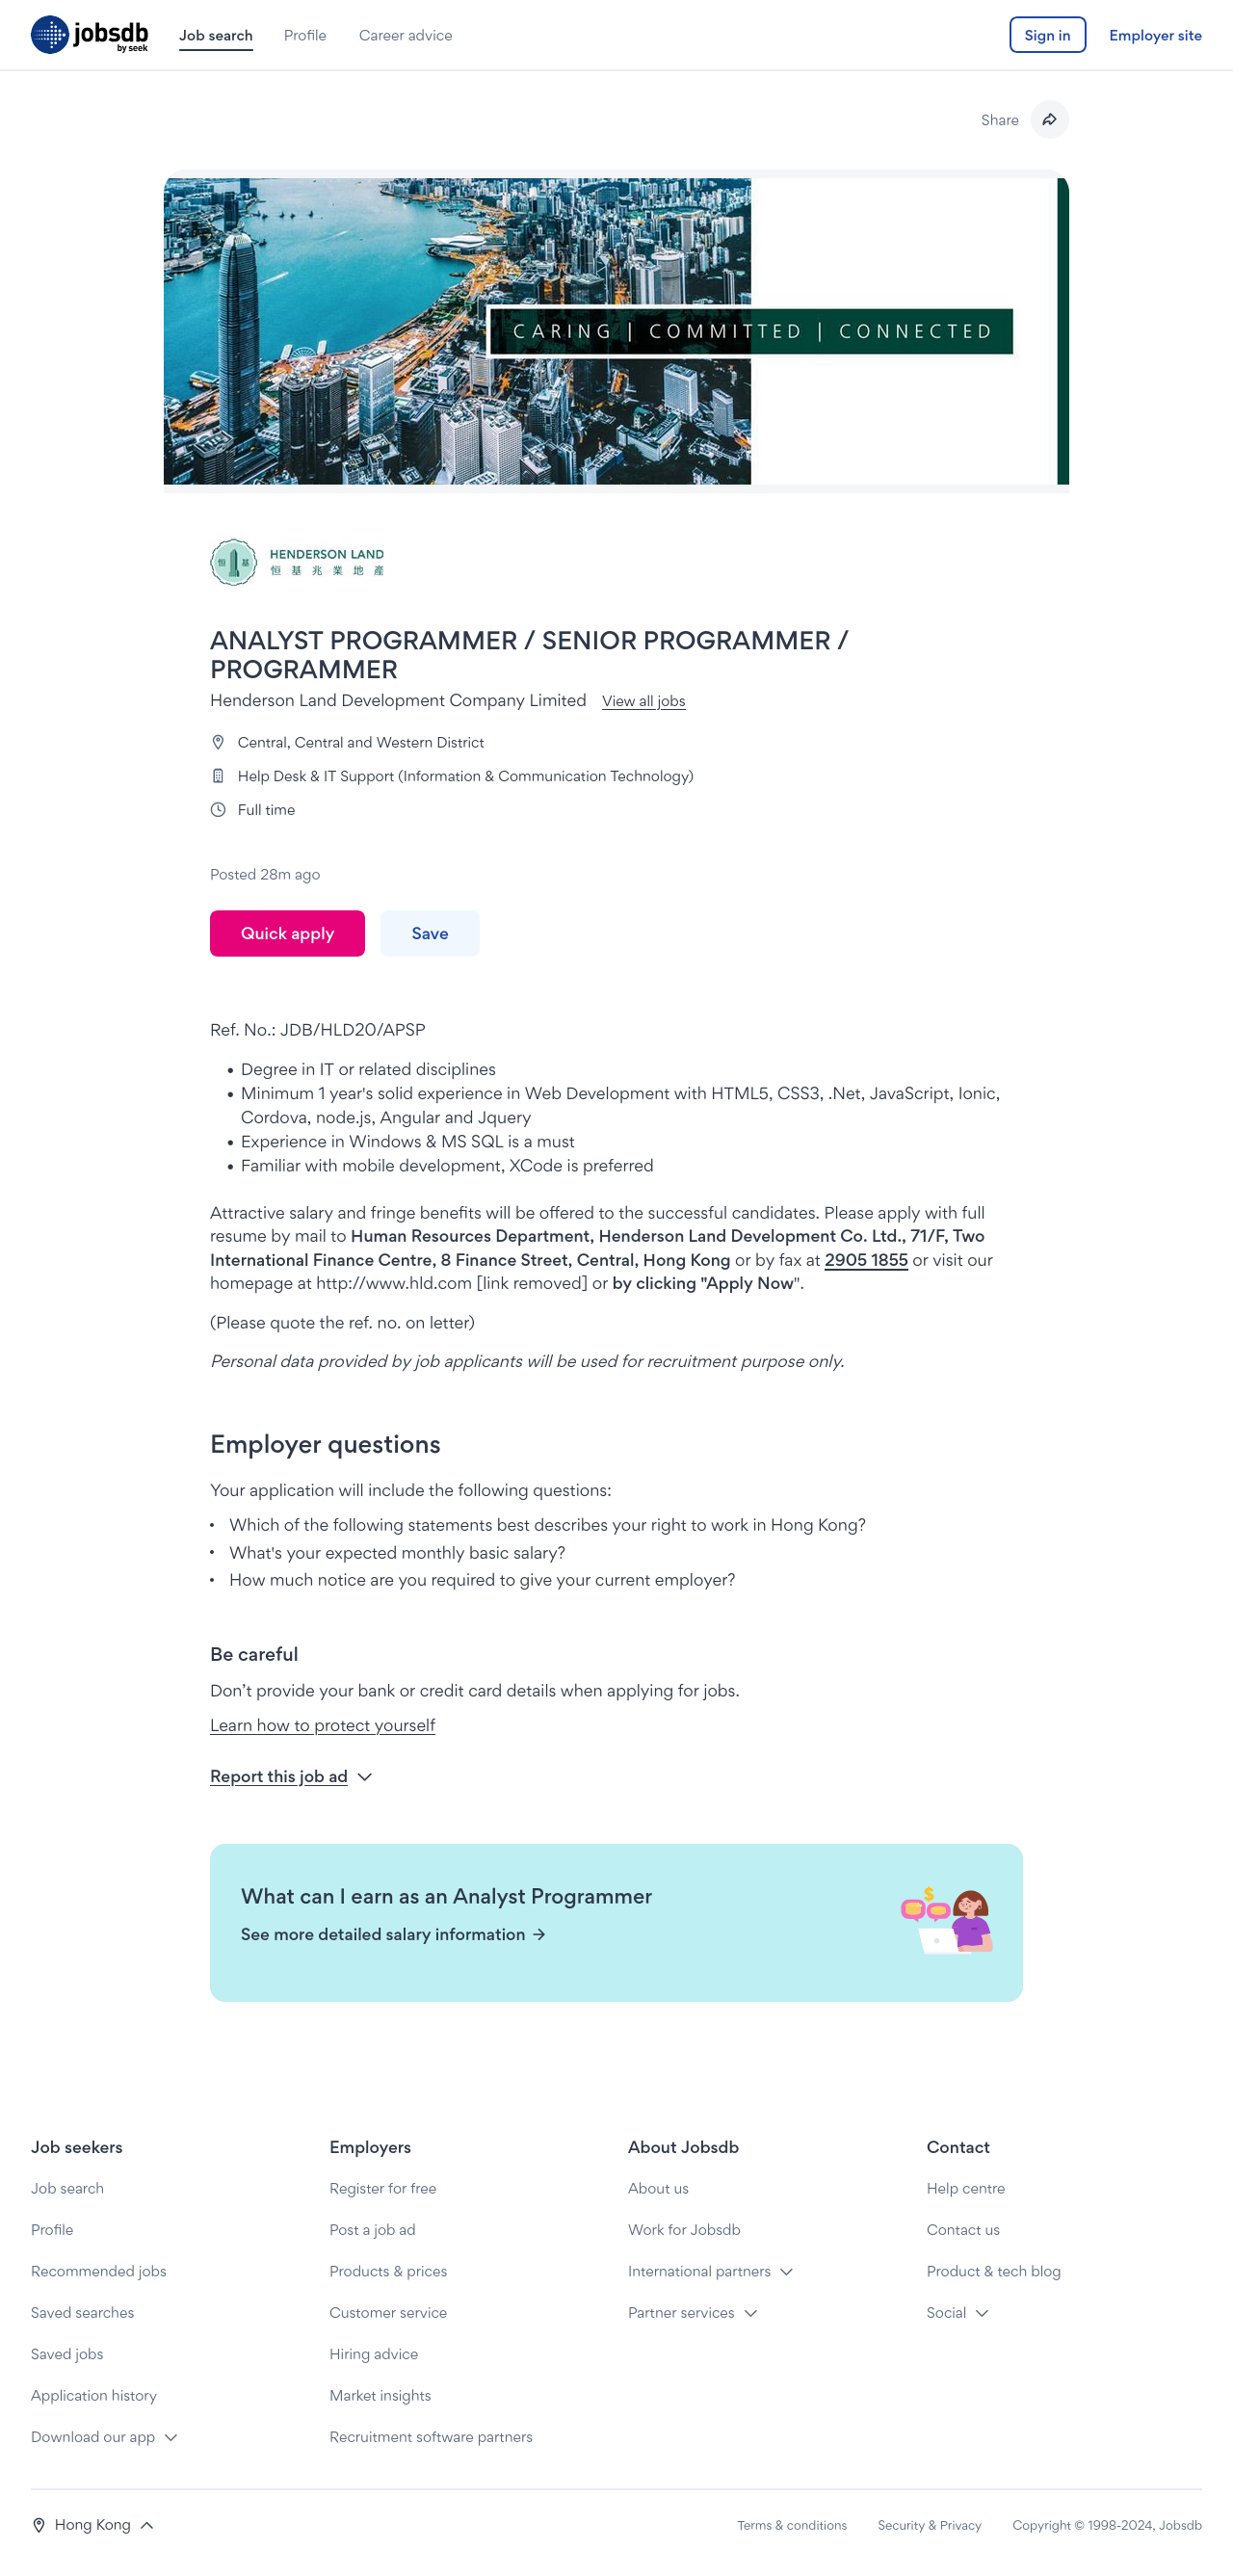 jobsdb
by seek
Job search
Profile
Career advice
Sign in
Employer site
Share
CARING | COMMITTED | CONNECTED
恒 基
HENDERSON LAND
恒基兆業地產
ANALYST PROGRAMMER / SENIOR PROGRAMMER /
PROGRAMMER
Henderson Land Development Company Limited
View all jobs
Central, Central and Western District
Help Desk & IT Support (Information & Communication Technology)
Full time
Posted 28m ago
Quick apply
Save
Ref. No.: JDB/HLD20/APSP
• Degree in IT or related disciplines
• Minimum 1 year's solid experience in Web Development with HTML5, CSS3, .Net, JavaScript, Ionic,
Cordova, node.js, Angular and Jquery
• Experience in Windows & MS SQL is a must
• Familiar with mobile development, XCode is preferred
Attractive salary and fringe benefits will be offered to the successful candidates. Please apply with full
resume by mail to Human Resources Department, Henderson Land Development Co. Ltd., 71/F, Two
International Finance Centre, 8 Finance Street, Central, Hong Kong or by fax at 2905 1855 or visit our
homepage at http://www.hld.com [link removed] or by clicking "Apply Now".
(Please quote the ref. no. on letter)
Personal data provided by job applicants will be used for recruitment purpose only.
Employer questions
Your application will include the following questions:
• Which of the following statements best describes your right to work in Hong Kong?
• What's your expected monthly basic salary?
• How much notice are you required to give your current employer?
Be careful
Don’t provide your bank or credit card details when applying for jobs.
Learn how to protect yourself
Report this job ad
What can I earn as an Analyst Programmer
See more detailed salary information →
$
Job seekers
Job search
Profile
Recommended jobs
Saved searches
Saved jobs
Application history
Download our app
Employers
Register for free
Post a job ad
Products & prices
Customer service
Hiring advice
Market insights
Recruitment software partners
About Jobsdb
About us
Work for Jobsdb
International partners
Partner services
Contact
Help centre
Contact us
Product & tech blog
Social
Hong Kong
Terms & conditions
Security & Privacy
Copyright © 1998-2024, Jobsdb